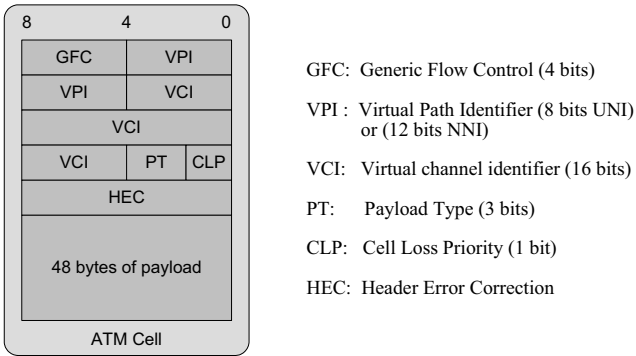 8 4 0
GFC VPI
VPI VCI
VCI
VCI PT CLP
HEC
48 bytes of payload
ATM Cell
GFC: Generic Flow Control (4 bits)
VPI : Virtual Path Identifier (8 bits UNI)
or (12 bits NNI)
VCI: Virtual channel identifier (16 bits)
PT: Payload Type (3 bits)
CLP: Cell Loss Priority (1 bit)
HEC: Header Error Correction